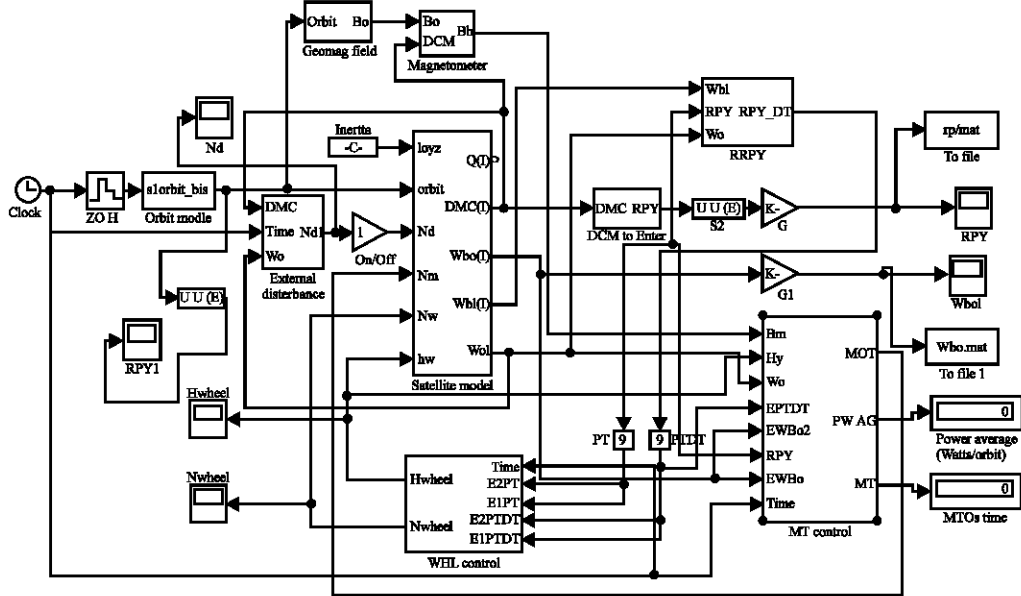 Orbit Bo
Geomag field
Bo
DCM
Bb
Magnetometer
Nd
Inertta
-C-
Ioyz
orbit
Nd
Nm
Nw
hw
Q(I)
DMC(I)
Wbo(I)
Wbl(I)
Wol
Satellite model
Wbl
RPY RPY_DT
Wo
RRPY
rp/mat
To file
Clock
ZO H
s1orbit_bis
Orbit modle
DMC
Time
Wo
Nd1
External
disterbance
1
On/Off
DMC RPY
DCM to Enter
U U(E)
S2
K-
G
RPY
K-
G1
Wbol
U U(E)
RPY1
Wbo.mat
To file 1
Hwheel
Nwheel
PT
9
9
PTDT
Hwheel
Nwheel
Time
E2PT
E1PT
E2PTDT
E1PTDT
WHL control
Bm
Hy
Wo
EPTDT
EWBo2
RPY
EWBo
Time
MOT
PW AG
MT
MT control
0
Power average
(Watts/orbit)
0
MTOs time